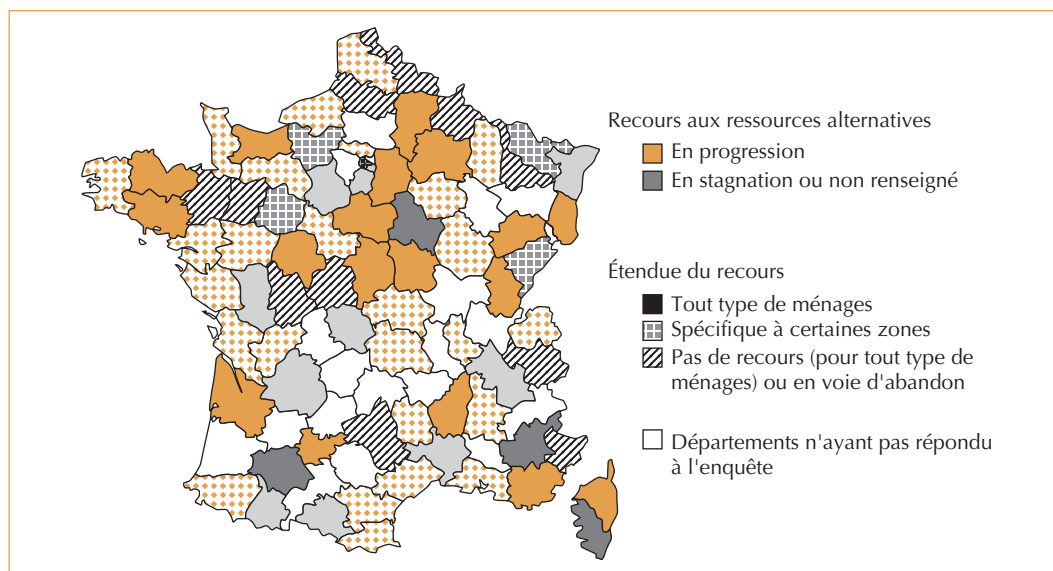 Recours aux ressources alternatives
En progression
En stagnation ou non renseigné
Étendue du recours
Tout type de ménages
Spécifique à certaines zones
Pas de recours (pour tout type de
ménages) ou en voie d'abandon
Départements n'ayant pas répondu
à l'enquête